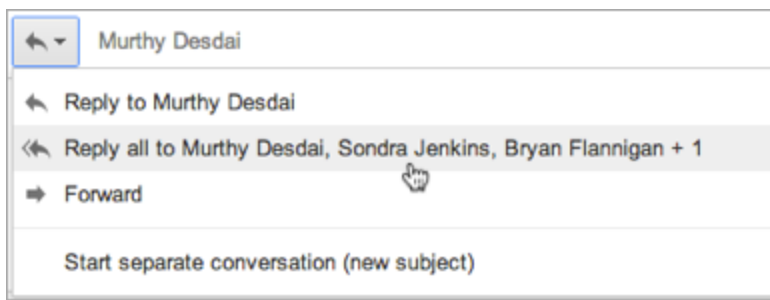 Murthy Desdai
Reply to Murthy Desdai
Reply all to Murthy Desdai, Sondra Jenkins, Bryan Flannigan + 1
Forward
Start separate conversation (new subject)